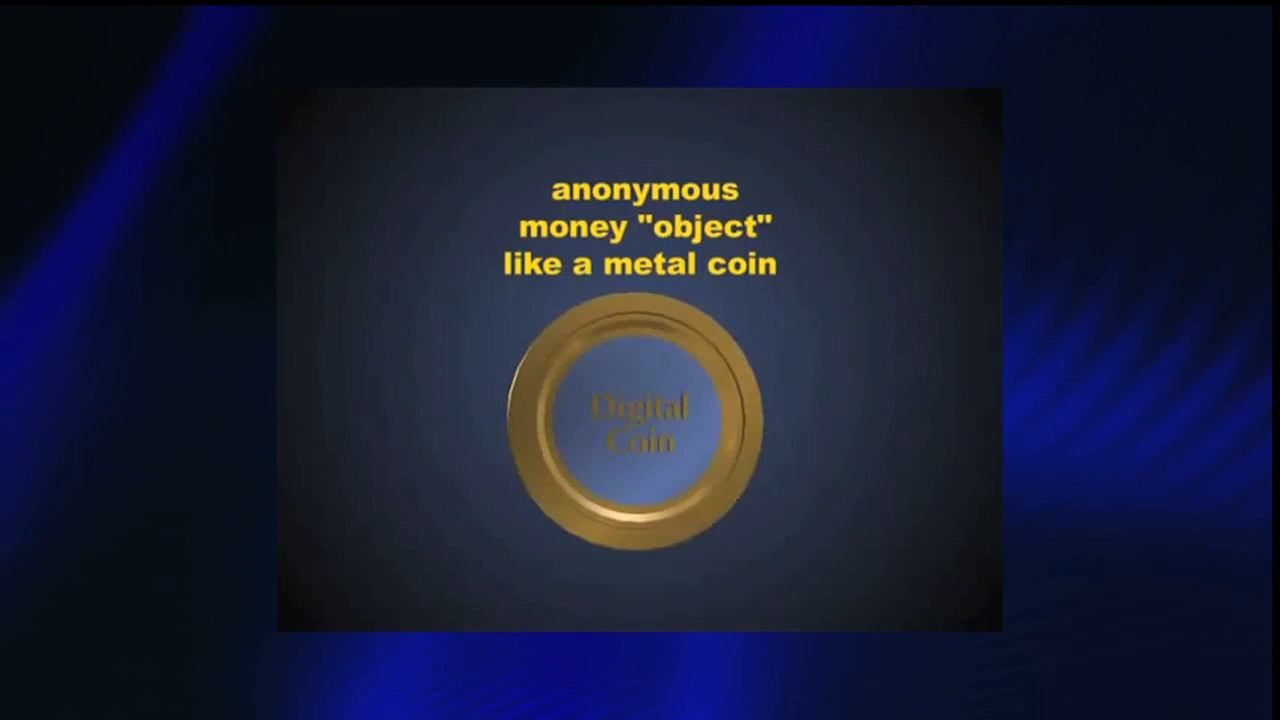 anonymous
money "object"
like a metal coin
Digital
Coin